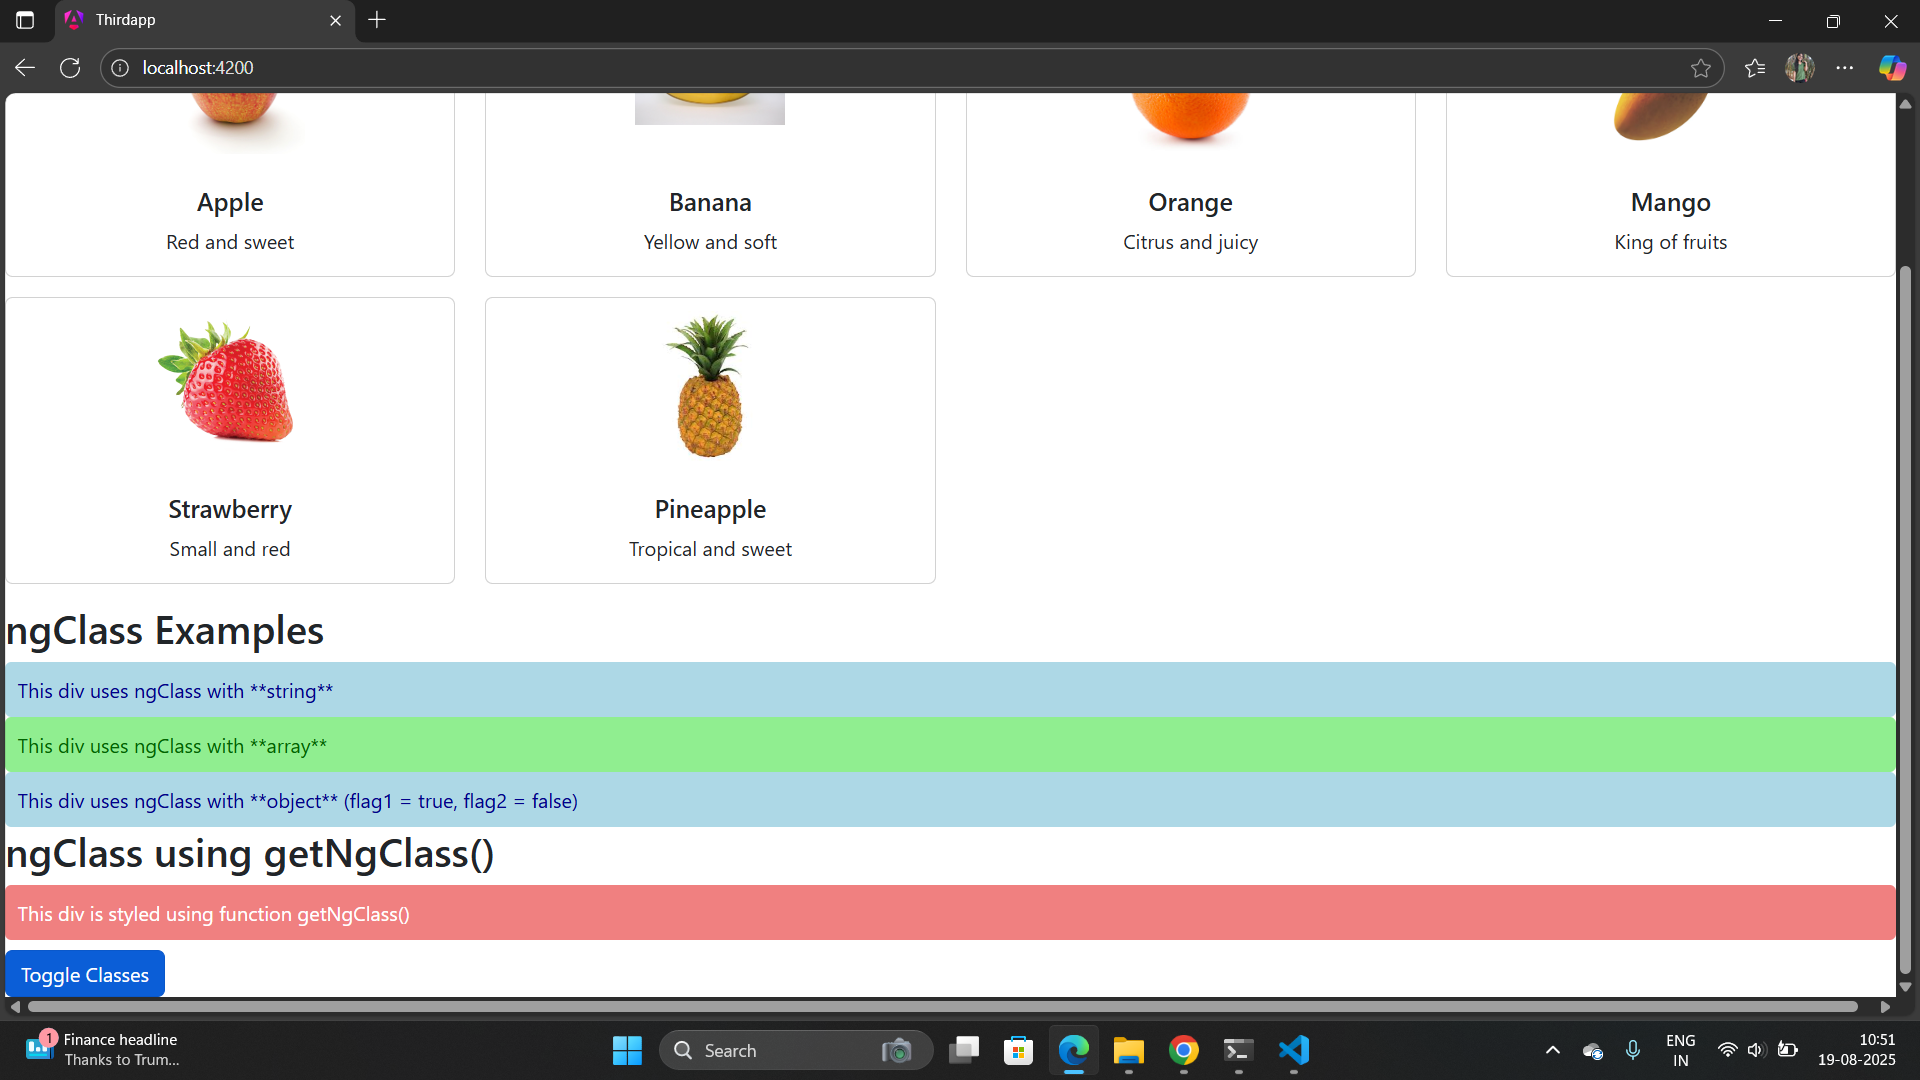 Thirdapp
localhost:4200
Apple
Red and sweet
Banana
Yellow and soft
Orange
Citrus and juicy
Mango
King of fruits
Strawberry
Small and red
Pineapple
Tropical and sweet
ngClass Examples
This div uses ngClass with **string**
This div uses ngClass with **array**
This div uses ngClass with **object** (flag1 = true, flag2 = false)
ngClass using getNgClass()
This div is styled using function getNgClass()
Toggle Classes
1
Finance headline
Thanks to Trum...
Search
ENG
IN
10:51
19-08-2025